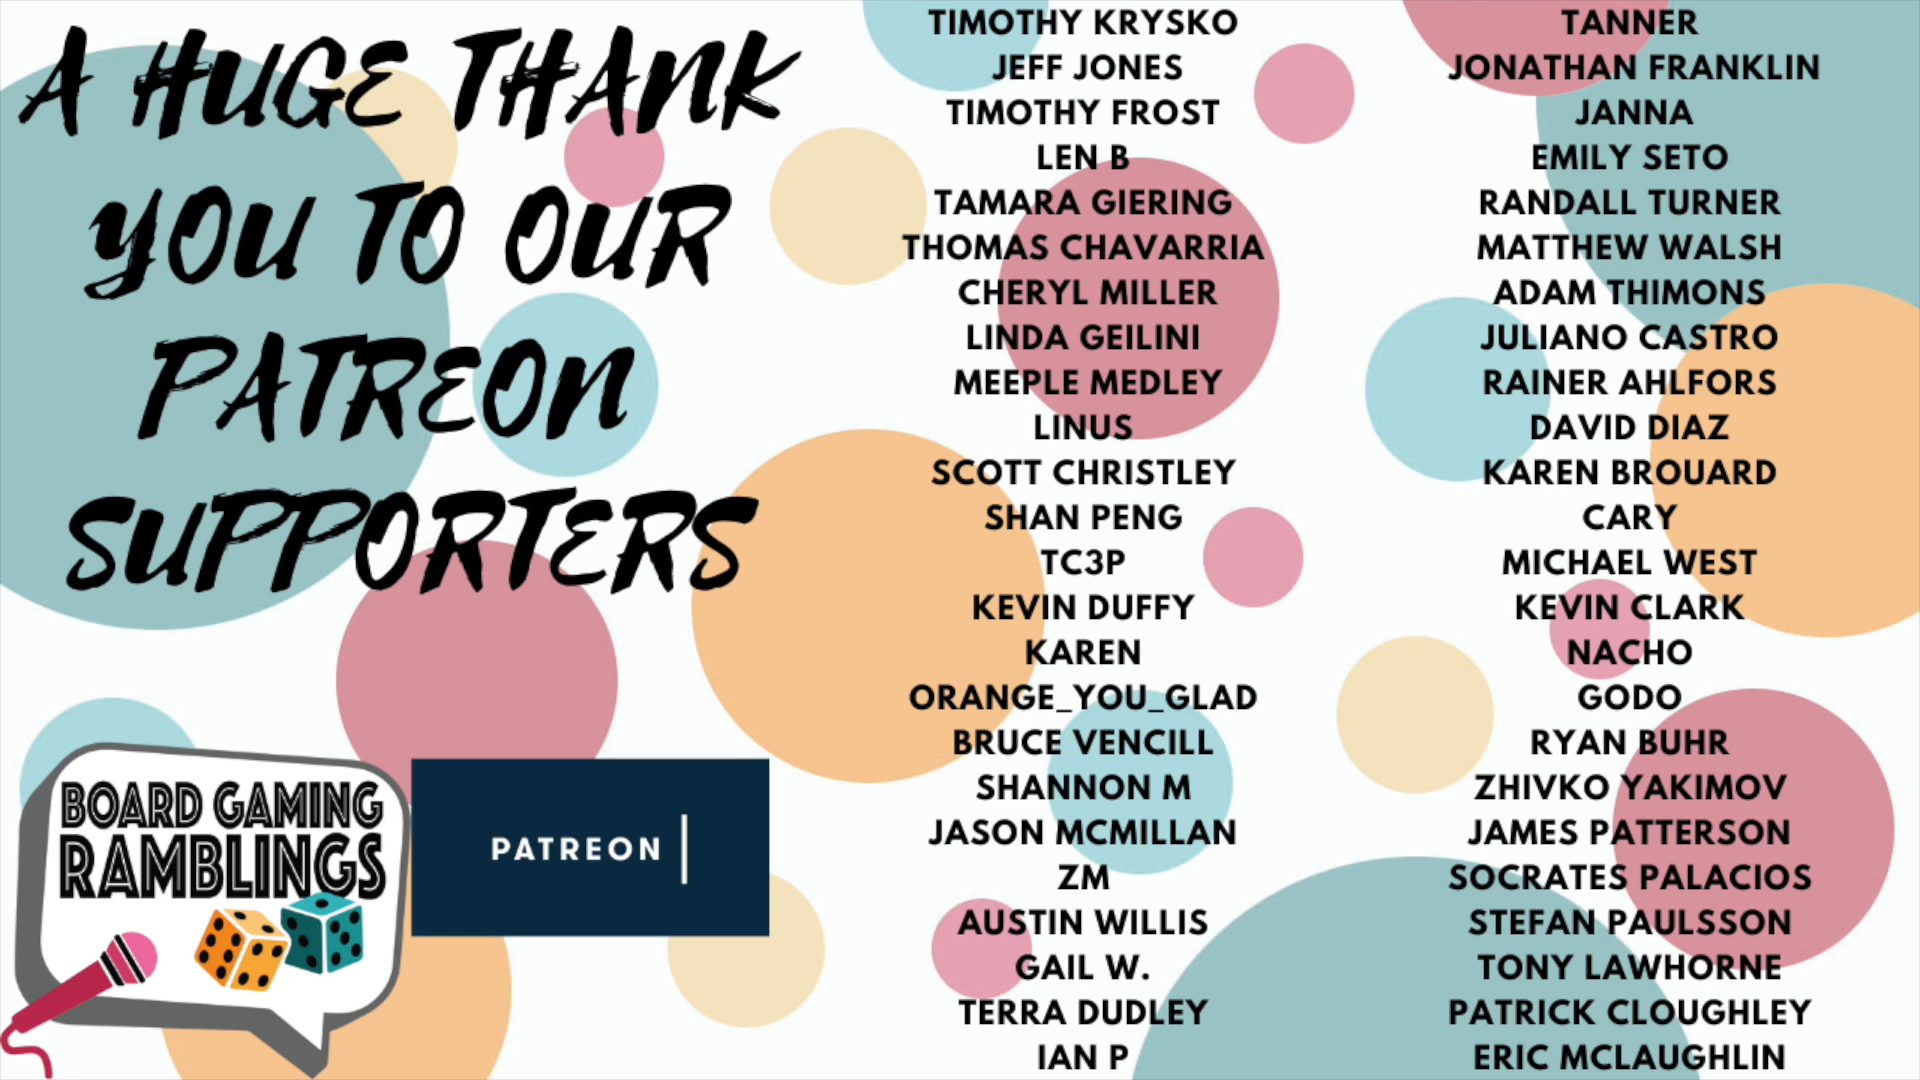 A HUGE THANK
YOU TO OUR
PATREON
SUPPORTERS
BOARD GAMING
RAMBLINGS
PATREON
TIMOTHY KRYSKO
JEFF JONES
TIMOTHY FROST
LEN B
TAMARA GIERING
THOMAS CHAVARRIA
CHERYL MILLER
LINDA GEILINI
MEEPLE MEDLEY
LINUS
SCOTT CHRISTLEY
SHAN PENG
TC3P
KEVIN DUFFY
KAREN
ORANGE_YOU_GLAD
BRUCE VENCILL
SHANNON M
JASON MCMILLAN
ZM
AUSTIN WILLIS
GAIL W.
TERRA DUDLEY
IAN P
TANNER
JONATHAN FRANKLIN
JANNA
EMILY SETO
RANDALL TURNER
MATTHEW WALSH
ADAM THIMONS
JULIANO CASTRO
RAINER AHLFORS
DAVID DIAZ
KAREN BROUARD
CARY
MICHAEL WEST
KEVIN CLARK
NACHO
GODO
RYAN BUHR
ZHIVKO YAKIMOV
JAMES PATTERSON
SOCRATES PALACIOS
STEFAN PAULSSON
TONY LAWHORNE
PATRICK CLOUGHLEY
ERIC MCLAUGHLIN